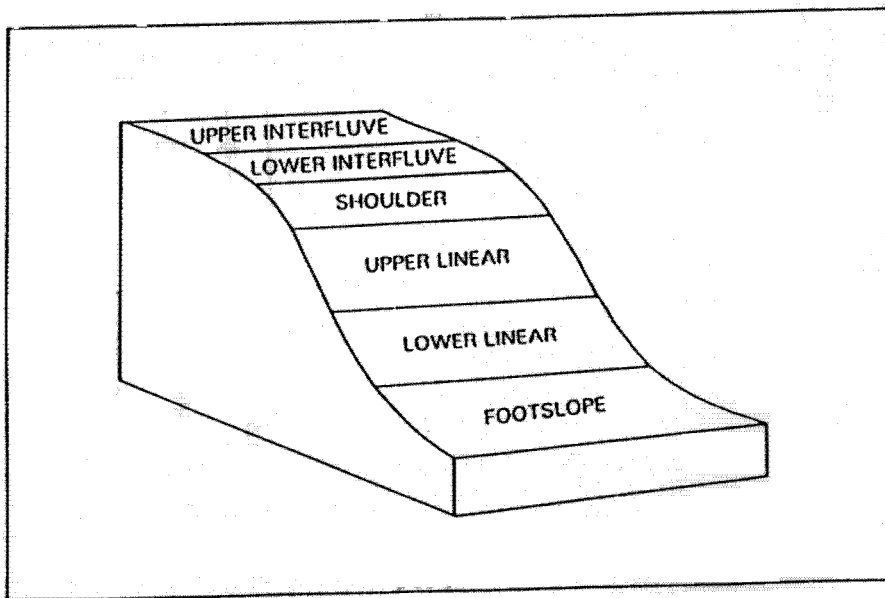 UPPER INTERFLUVE
LOWER INTERFLUVE
SHOULDER
UPPER LINEAR
LOWER LINEAR
FOOTSLOPE